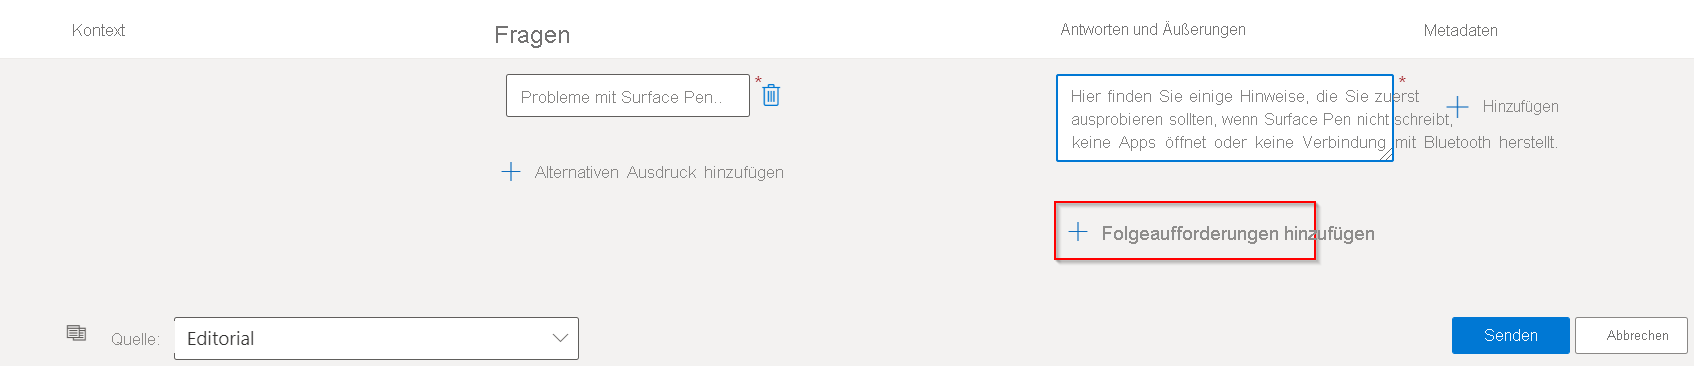 Kontext
Fragen
Antworten und Äußerungen
Metadaten
Probleme mit Surface Pen..
*
Hier finden Sie einige Hinweise, die Sie zuerst
ausprobieren sollten, wenn Surface Pen nicht schreibt,
keine Apps öffnet oder keine Verbindung mit Bluetooth herstellt.
*
Hinzufügen
Alternativen Ausdruck hinzufügen
Folgeaufforderungen hinzufügen
Quelle:
Editorial
Senden
Abbrechen